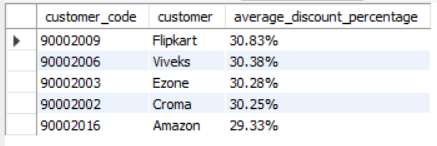 customer_code customer average_discount_percentage
90002009 Flipkart 30.83%
90002006 Viveks 30.38%
90002003 Ezone 30.28%
90002002 Croma 30.25%
90002016 Amazon 29.33%